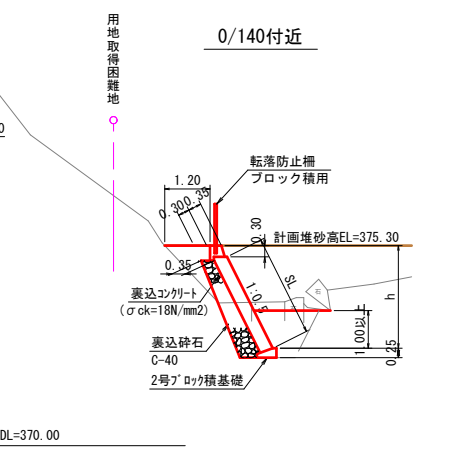 0/140付近
用地取得困難地
0
転落防止柵
ブロック積用
1.20
0.30
0.35
0.30
計画堆砂高EL=375.30
0.35
SL
1:0.5
石
h
裏込コンクリート
(σck=18N/mm2)
1.00以上
0.25
裏込砕石
C-40
2号ブロック積基礎
DL=370.00